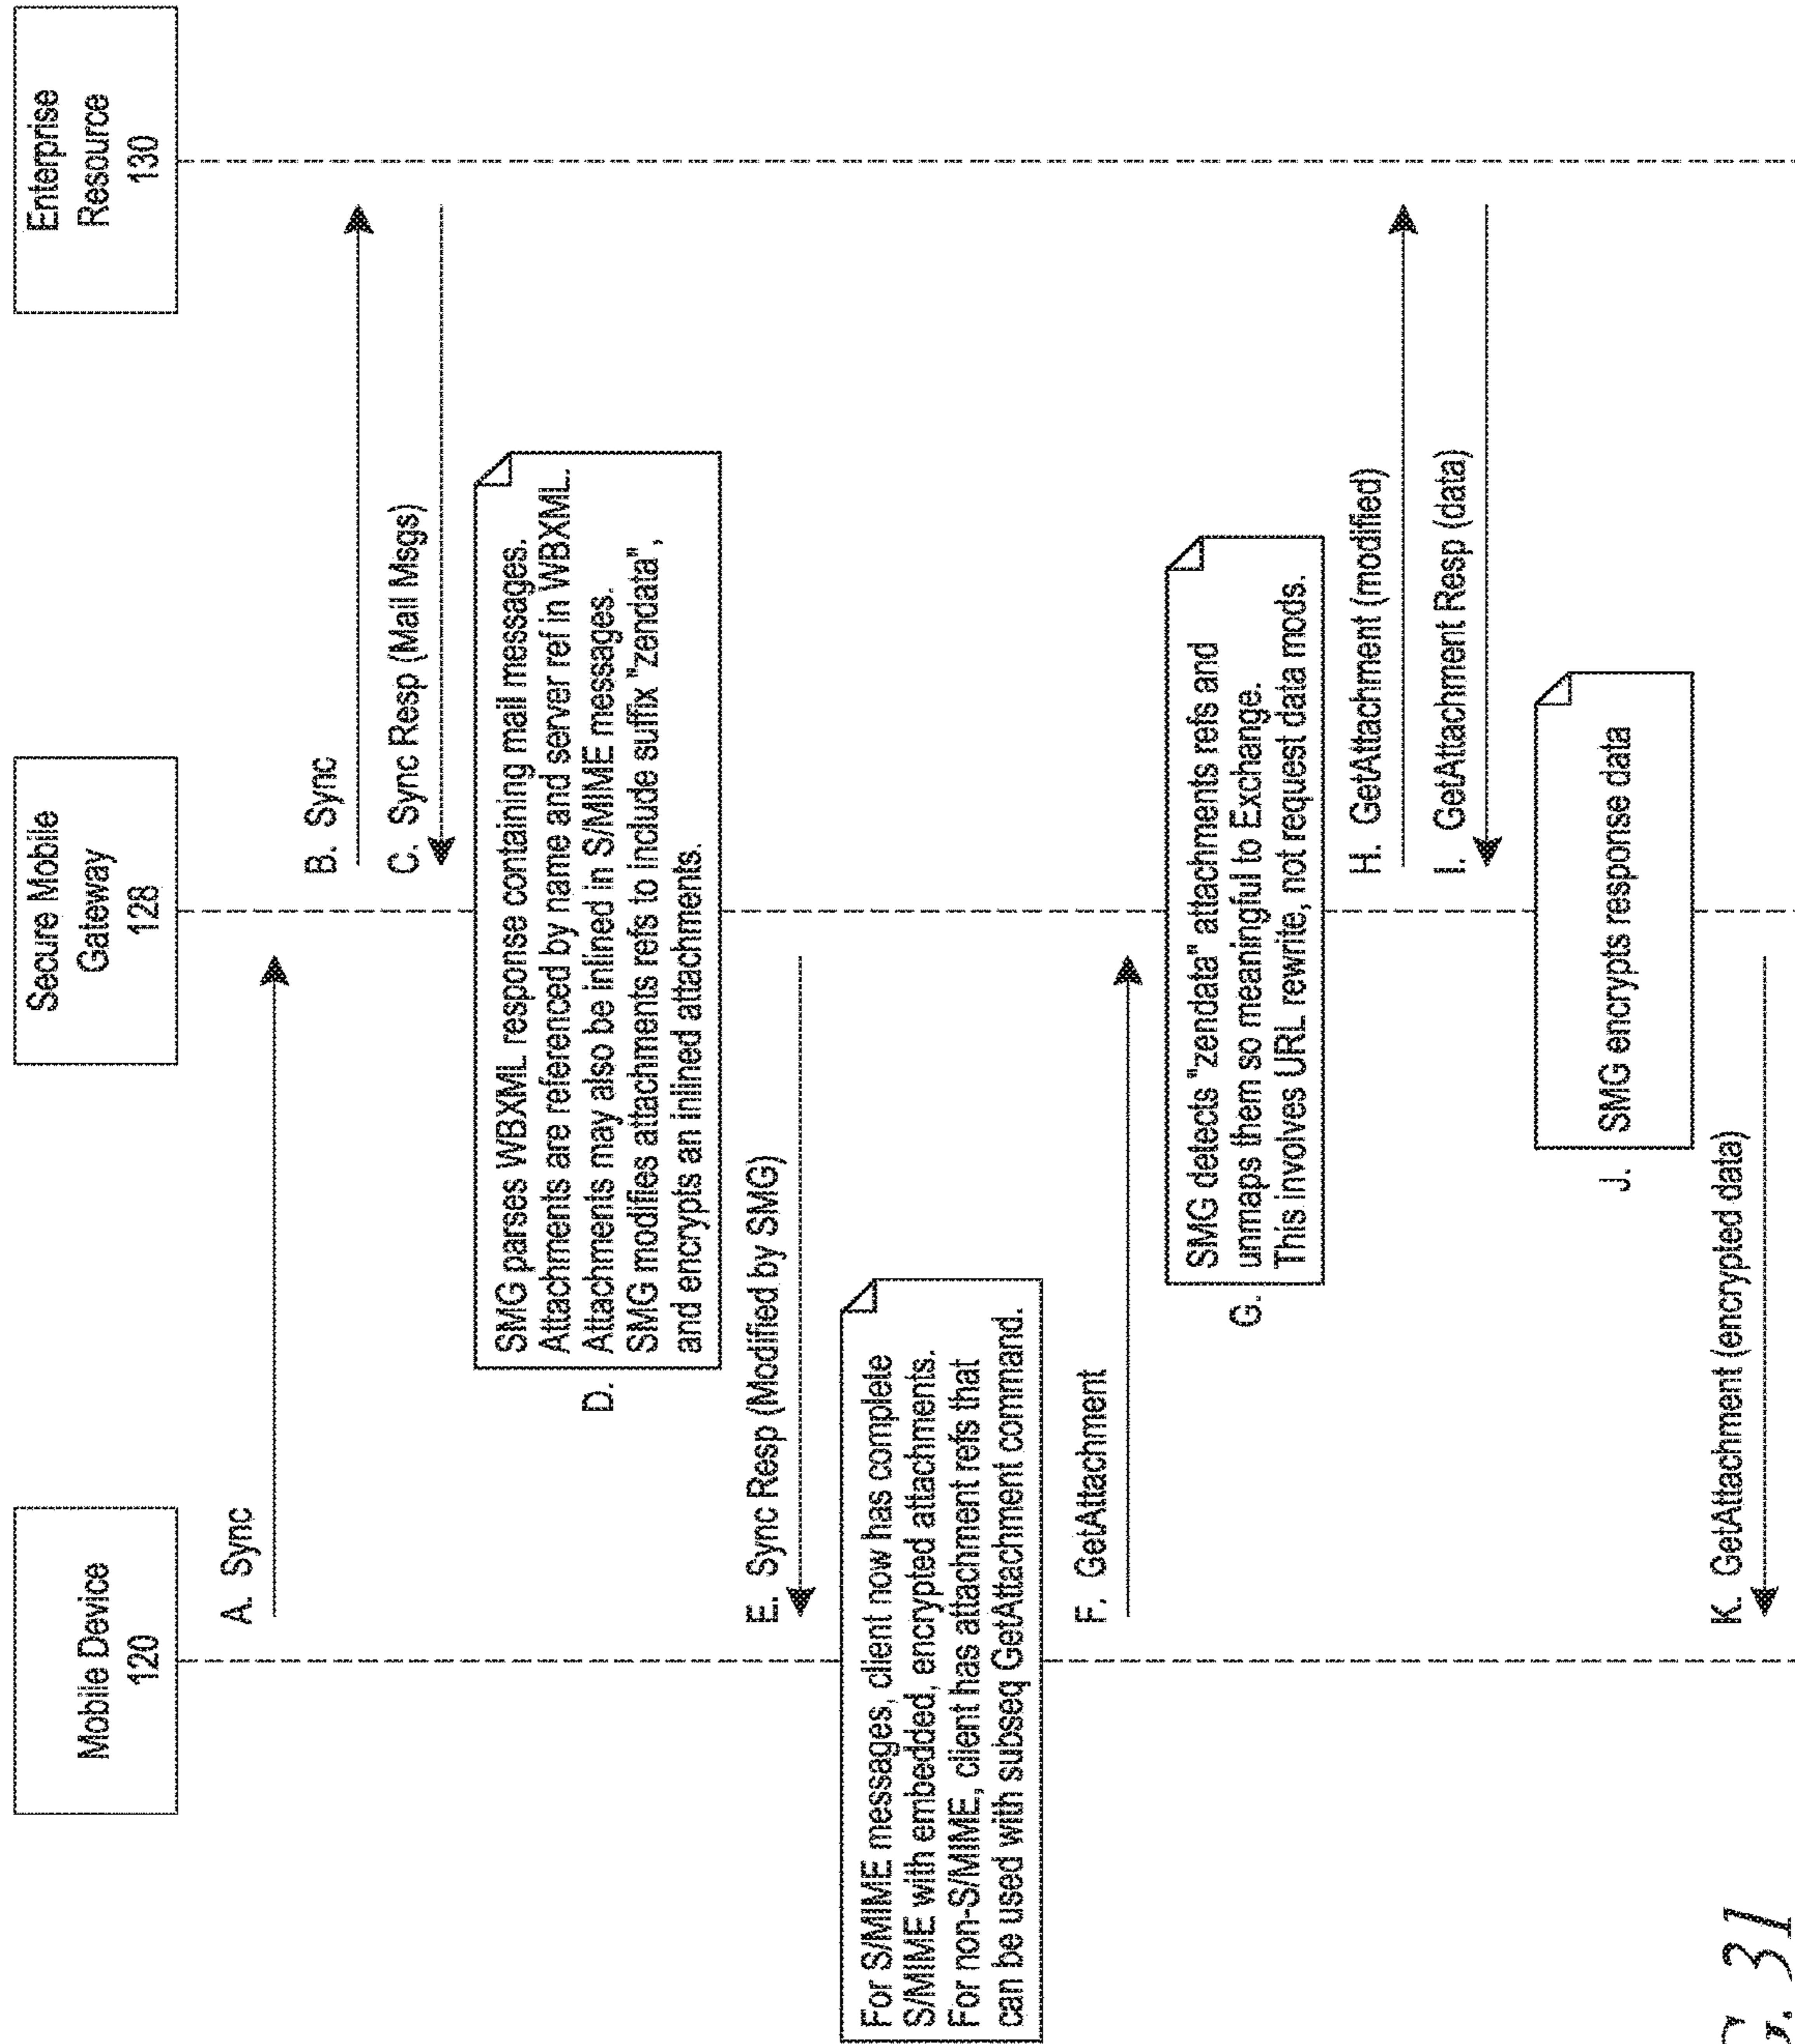 Mobile Device
120
Secure Mobile
Gateway
128
Enterprise
Resource
130
A. Sync
B. Sync
C. Sync Resp (Mail Msgs)
D.
SMG parses WBXML response containing mail messages.
Attachments are referenced by name and server ref in WBXML.
Attachments may also be inlined in S/MIME messages.
SMG modifies attachments refs to include suffix "zendata",
and encrypts an inlined attachments.
E. Sync Resp (Modified by SMG)
For S/MIME messages, client now has complete
S/MIME with embedded, encrypted attachments.
For non-S/MIME, client has attachment refs that
can be used with subseq GetAttachment command.
F. GetAttachment
G.
SMG detects "zendata" attachments refs and
unmaps them so meaningful to Exchange.
This involves URL rewrite, not request data mods.
H. GetAttachment (modified)
I. GetAttachment Resp (data)
J.
SMG encrypts response data
K. GetAttachment (encrypted data)
31